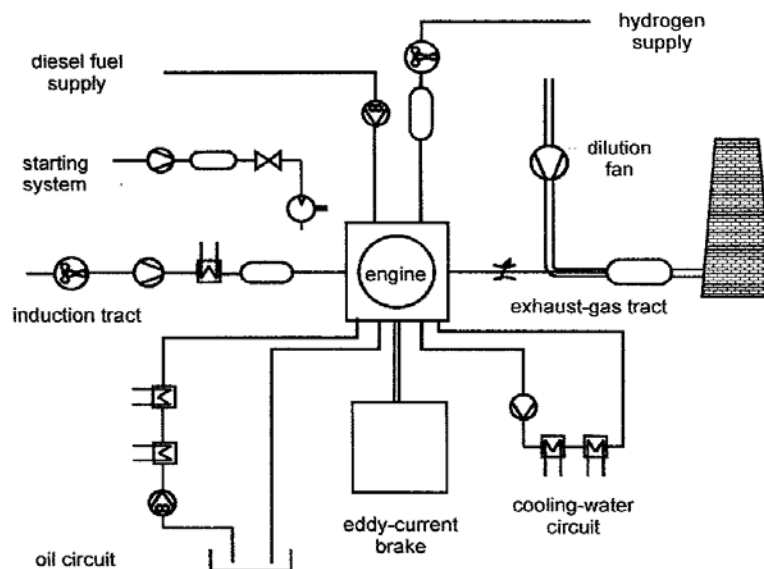 hydrogen
supply
diesel fuel
supply
dilution
fan
starting
system
engine
induction tract
exhaust-gas tract
cooling-water
circuit
eddy-current
brake
oil circuit